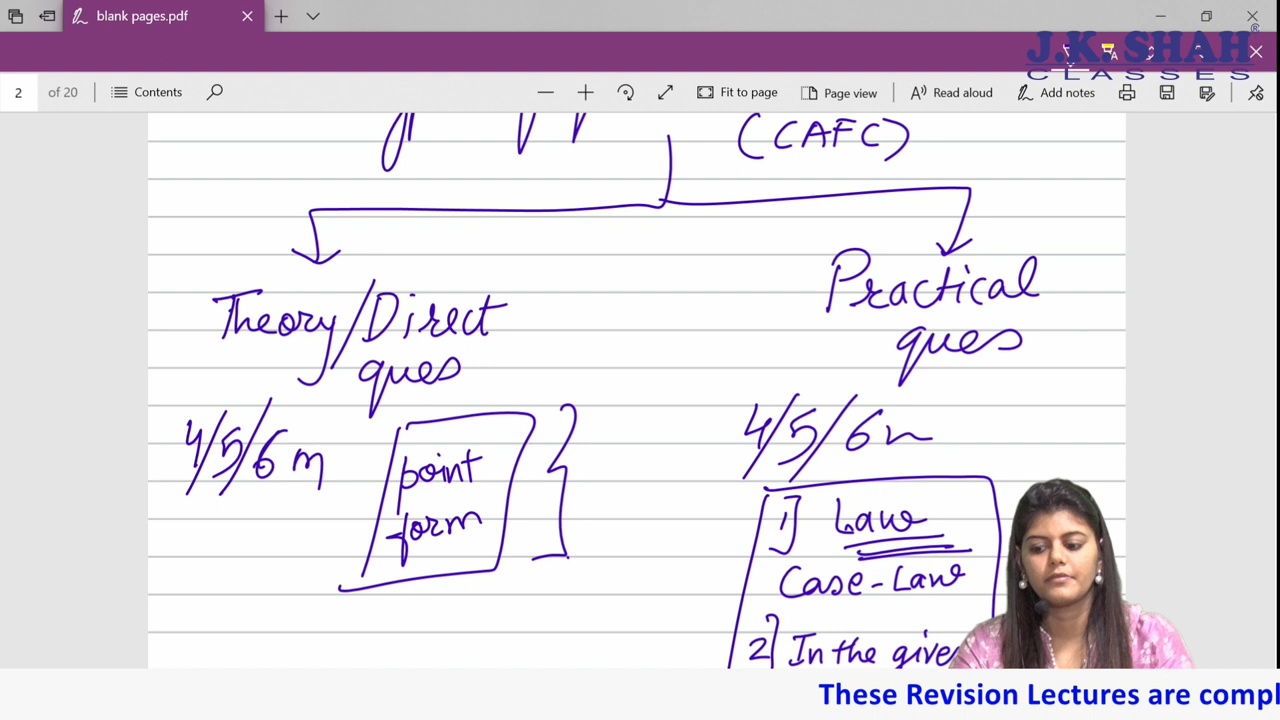 blank pages.pdf
J.K. SHAH®
CLASSES
2 of 20 Contents Fit to page Page view Read aloud Add notes
(CAFC)
Theory/Direct
ques
Practical
ques
4/5/6 m
point
form
4/5/6 m
1] Law
Case-Law
2] In the given
These Revision Lectures are compl